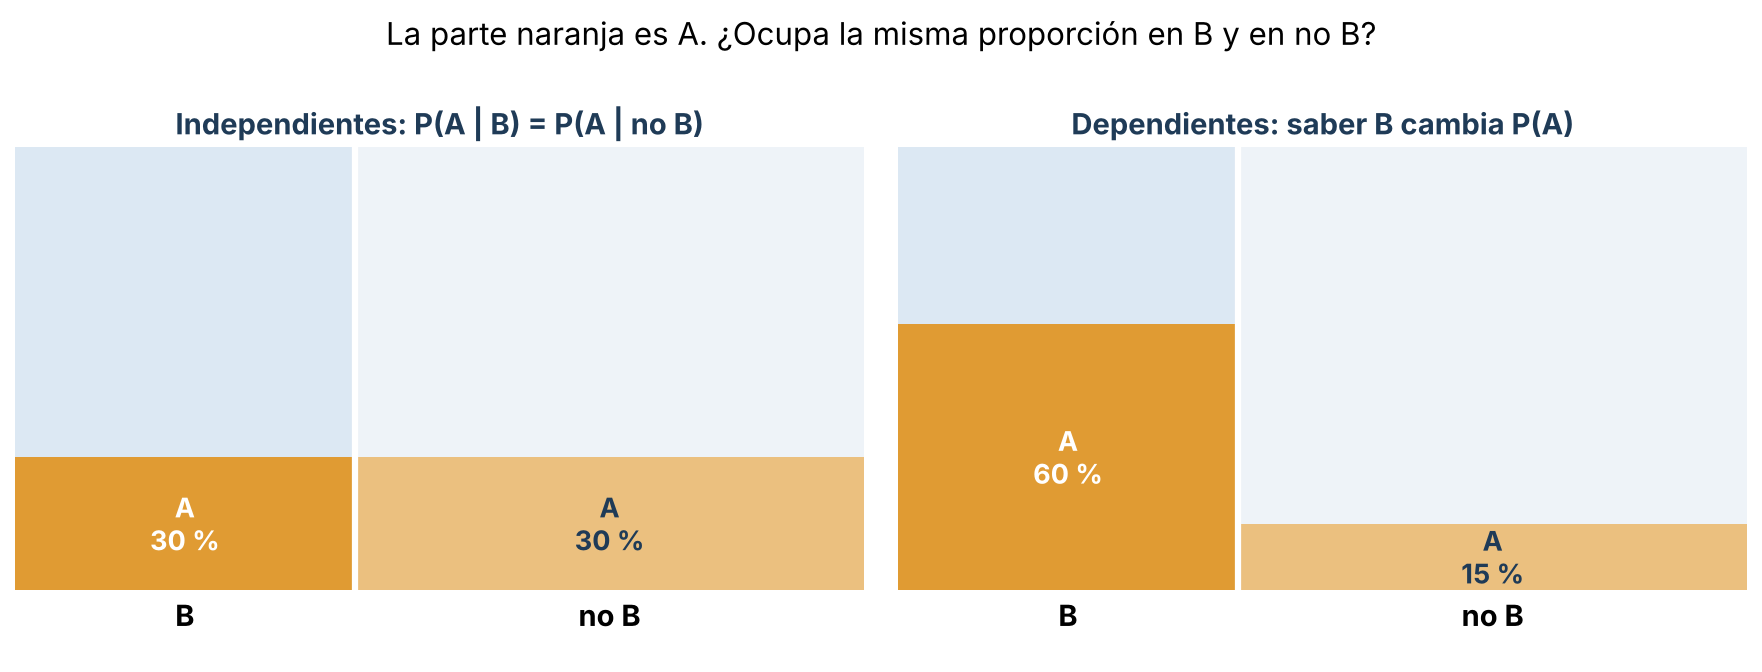 La parte naranja es A. ¿Ocupa la misma proporción en B y en no B?
Independientes: P(A | B) = P(A | no B)
A
30 %
A
30 %
B
no B
Dependientes: saber B cambia P(A)
A
60 %
A
15 %
B
no B